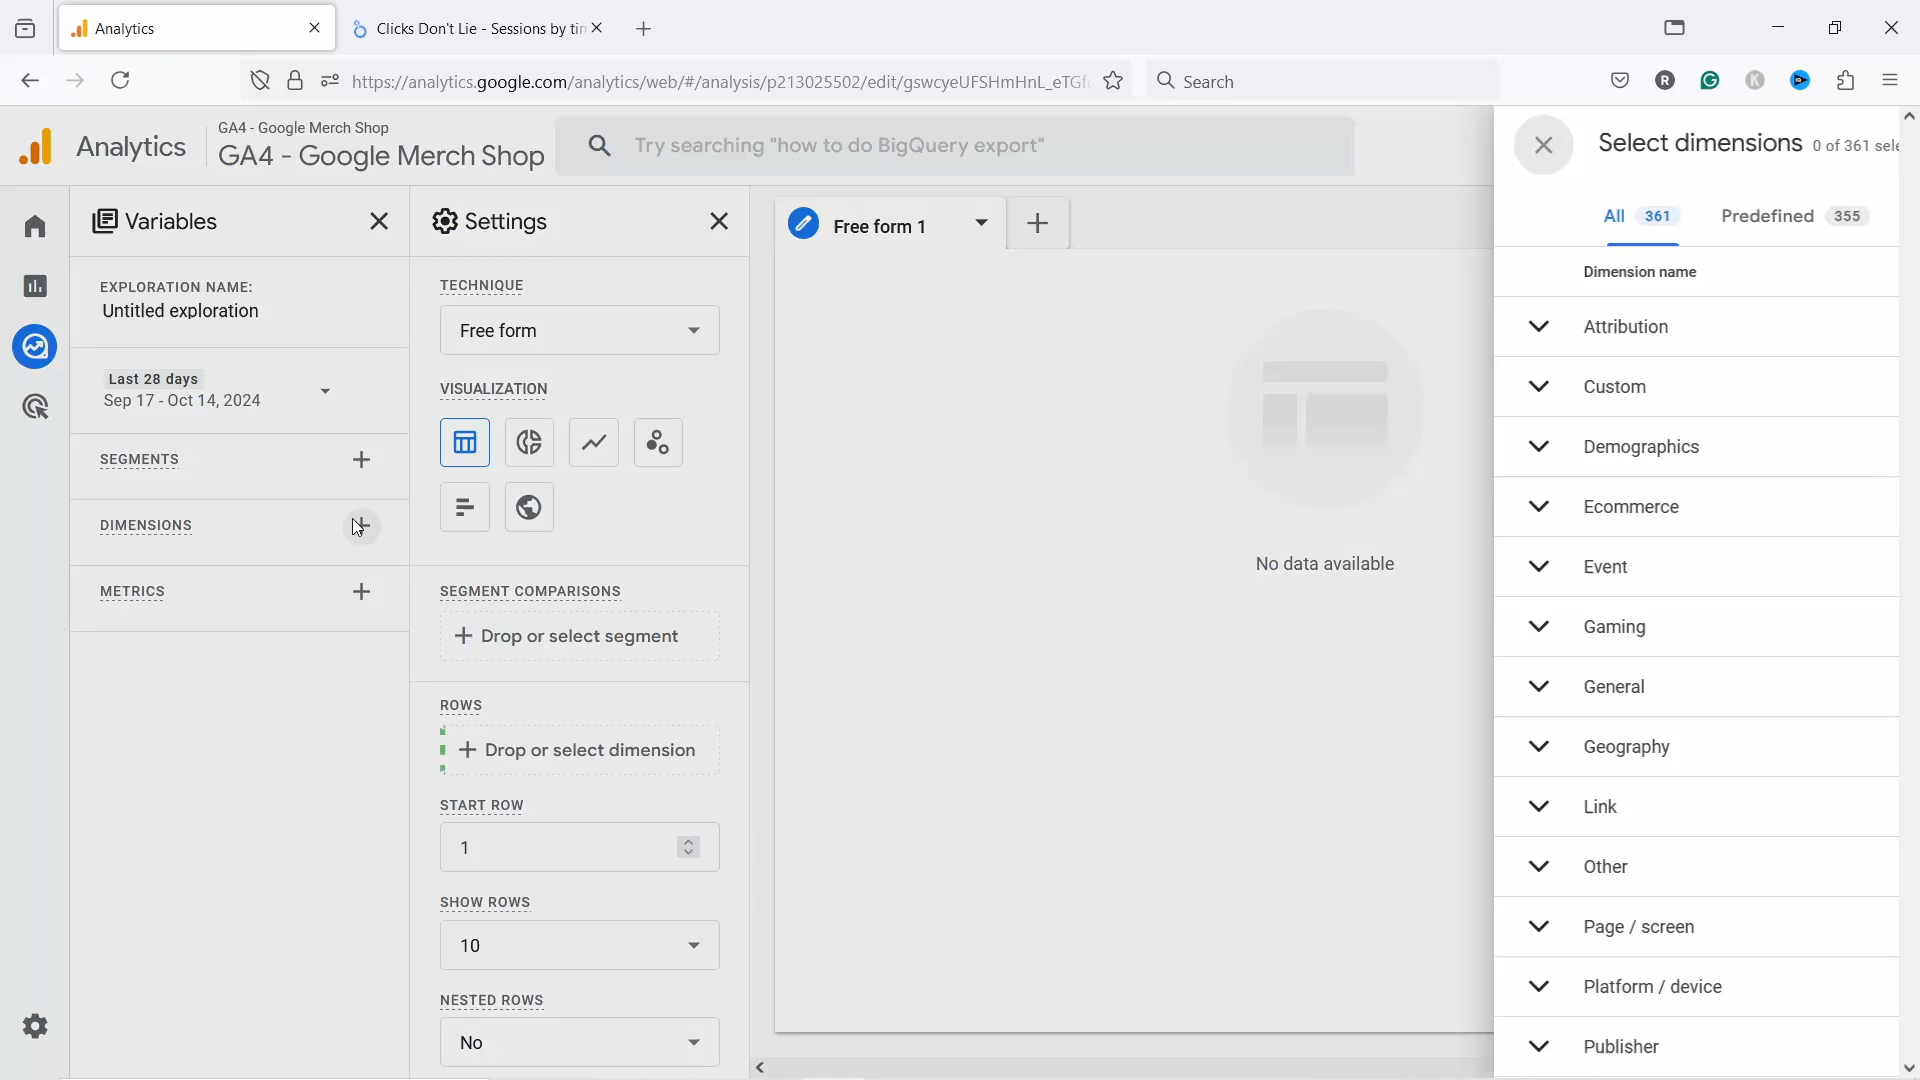 Analytics
Clicks Don't Lie - Sessions by tin
https://analytics.google.com/analytics/web/#/analysis/p213025502/edit/gswcyeUFSHmHnL_eTGf
Search
R
K
Analytics
GA4 - Google Merch Shop
GA4 - Google Merch Shop
Try searching "how to do BigQuery export"
Variables
EXPLORATION NAME:
Untitled exploration
Last 28 days
Sep 17 - Oct 14, 2024
SEGMENTS
DIMENSIONS
METRICS
Settings
TECHNIQUE
Free form
VISUALIZATION
SEGMENT COMPARISONS
Drop or select segment
ROWS
Drop or select dimension
START ROW
1
SHOW ROWS
10
NESTED ROWS
No
Free form 1
No data available
Select dimensions 0 of 361 sele
All 361 Predefined 355
Dimension name
Attribution
Custom
Demographics
Ecommerce
Event
Gaming
General
Geography
Link
Other
Page / screen
Platform / device
Publisher